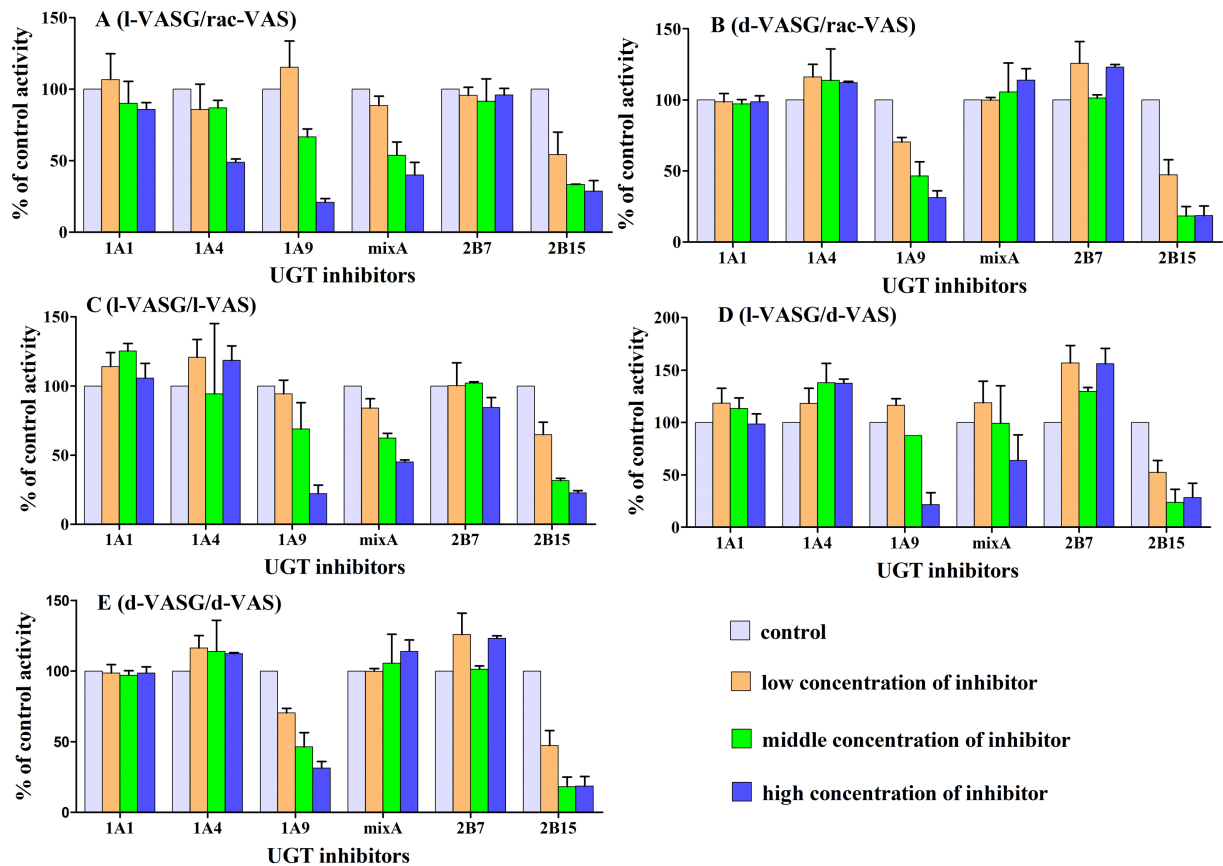 A (l-VASG/rac-VAS)
% of control activity
150
100
50
0
1A1 1A4 1A9 mixA 2B7 2B15
UGT inhibitors
B (d-VASG/rac-VAS)
% of control activity
150
100
50
0
1A1 1A4 1A9 mixA 2B7 2B15
UGT inhibitors
C (l-VASG/l-VAS)
% of control activity
150
100
50
0
1A1 1A4 1A9 mixA 2B7 2B15
UGT inhibitors
D (l-VASG/d-VAS)
% of control activity
200
150
100
50
0
1A1 1A4 1A9 mixA 2B7 2B15
UGT inhibitors
E (d-VASG/d-VAS)
% of control activity
150
100
50
0
1A1 1A4 1A9 mixA 2B7 2B15
UGT inhibitors
control
low concentration of inhibitor
middle concentration of inhibitor
high concentration of inhibitor